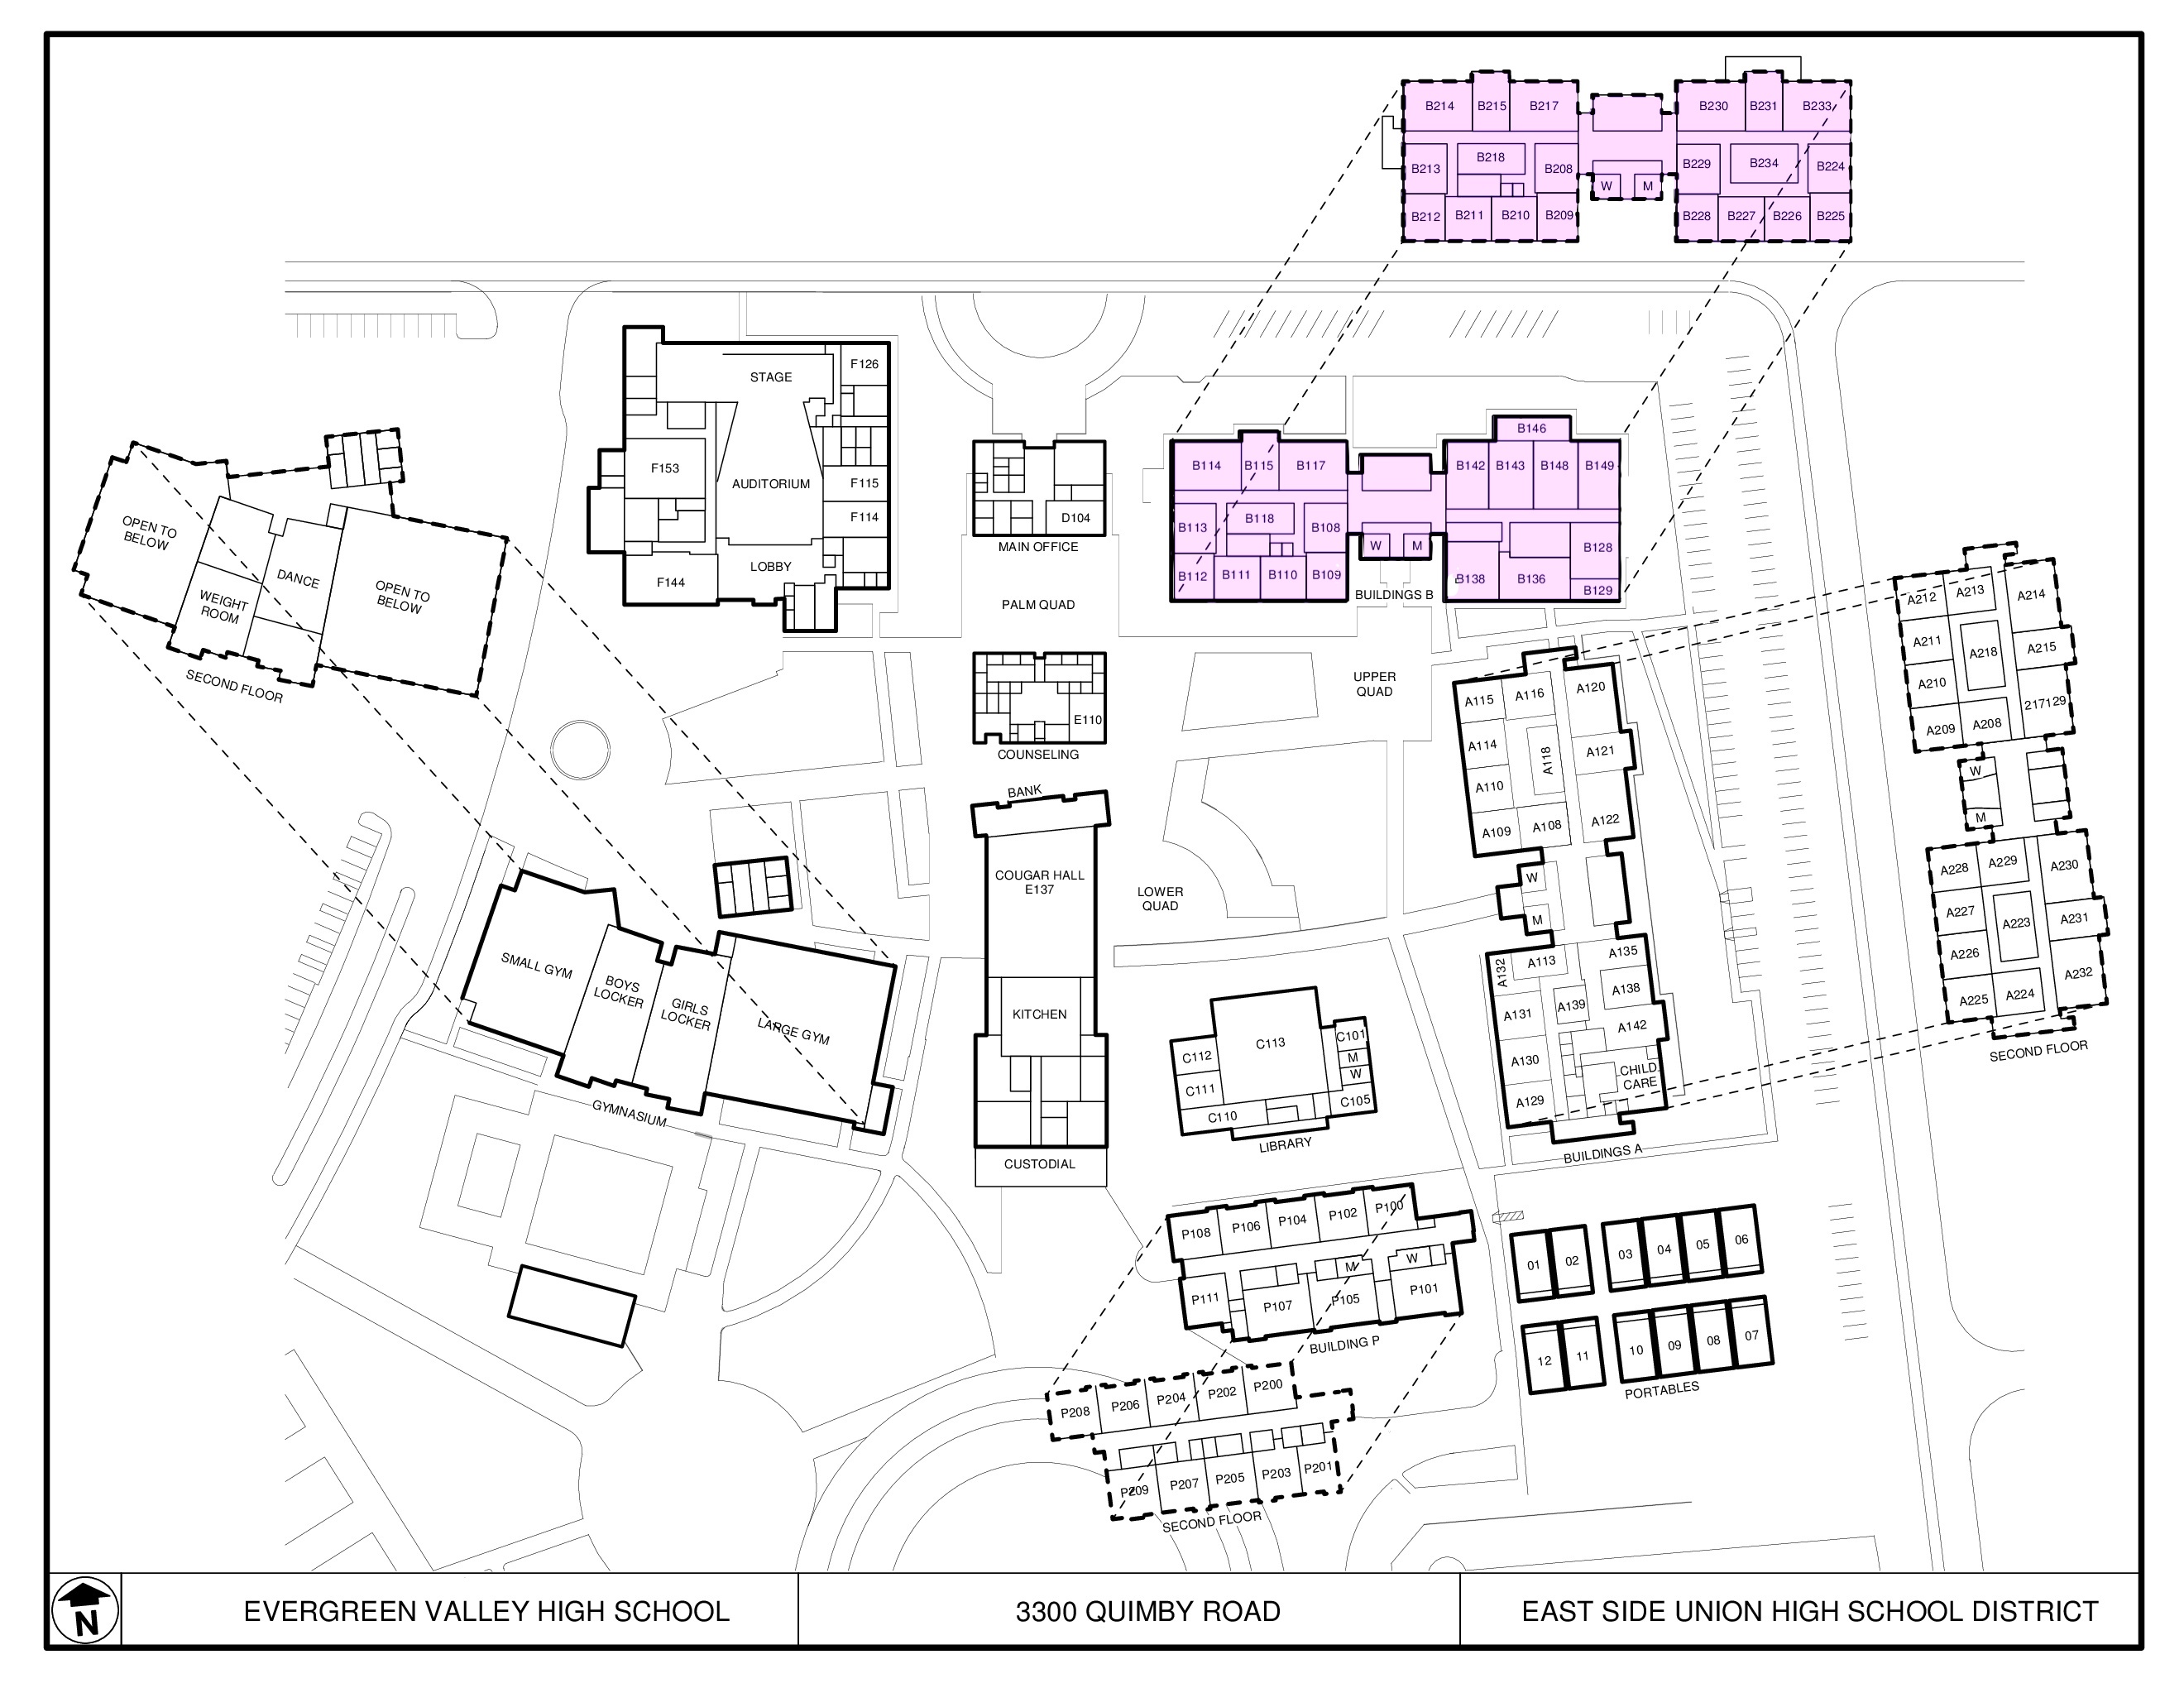 B214
B215
B217
B230
B231
B233
B213
B218
B208
B229
B234
B224
W
M
B212
B211
B210
B209
B228
B227
B226
B225
STAGE
F126
F153
AUDITORIUM
F115
F114
LOBBY
F144
D104
MAIN OFFICE
PALM QUAD
B114
B115
B117
B113
B118
B108
W
M
B112
B111
B110
B109
BUILDINGS B
B146
B142
B143
B148
B149
B128
B138
B136
B129
OPEN TO
BELOW
WEIGHT
ROOM
DANCE
OPEN TO
BELOW
SECOND FLOOR
E110
COUNSELING
UPPER
QUAD
A115
A116
A120
A114
A118
A121
A110
A109
A108
A122
W
M
A132
A113
A135
A138
A139
A131
A142
A130
CHILD
CARE
A129
BUILDINGS A
A212
A213
A214
A211
A218
A215
A210
A209
A208
217129
W
M
A228
A229
A230
A227
A223
A231
A226
A232
A225
A224
SECOND FLOOR
BANK
COUGAR HALL
E137
KITCHEN
CUSTODIAL
LOWER
QUAD
SMALL GYM
BOYS
LOCKER
GIRLS
LOCKER
LARGE GYM
GYMNASIUM
C112
C113
C101
M
W
C111
C105
C110
LIBRARY
P108
P106
P104
P102
P100
M
W
P111
P107
P105
P101
BUILDING P
P208
P206
P204
P202
P200
P209
P207
P205
P203
P201
SECOND FLOOR
01
02
03
04
05
06
12
11
10
09
08
07
PORTABLES
N
EVERGREEN VALLEY HIGH SCHOOL
3300 QUIMBY ROAD
EAST SIDE UNION HIGH SCHOOL DISTRICT